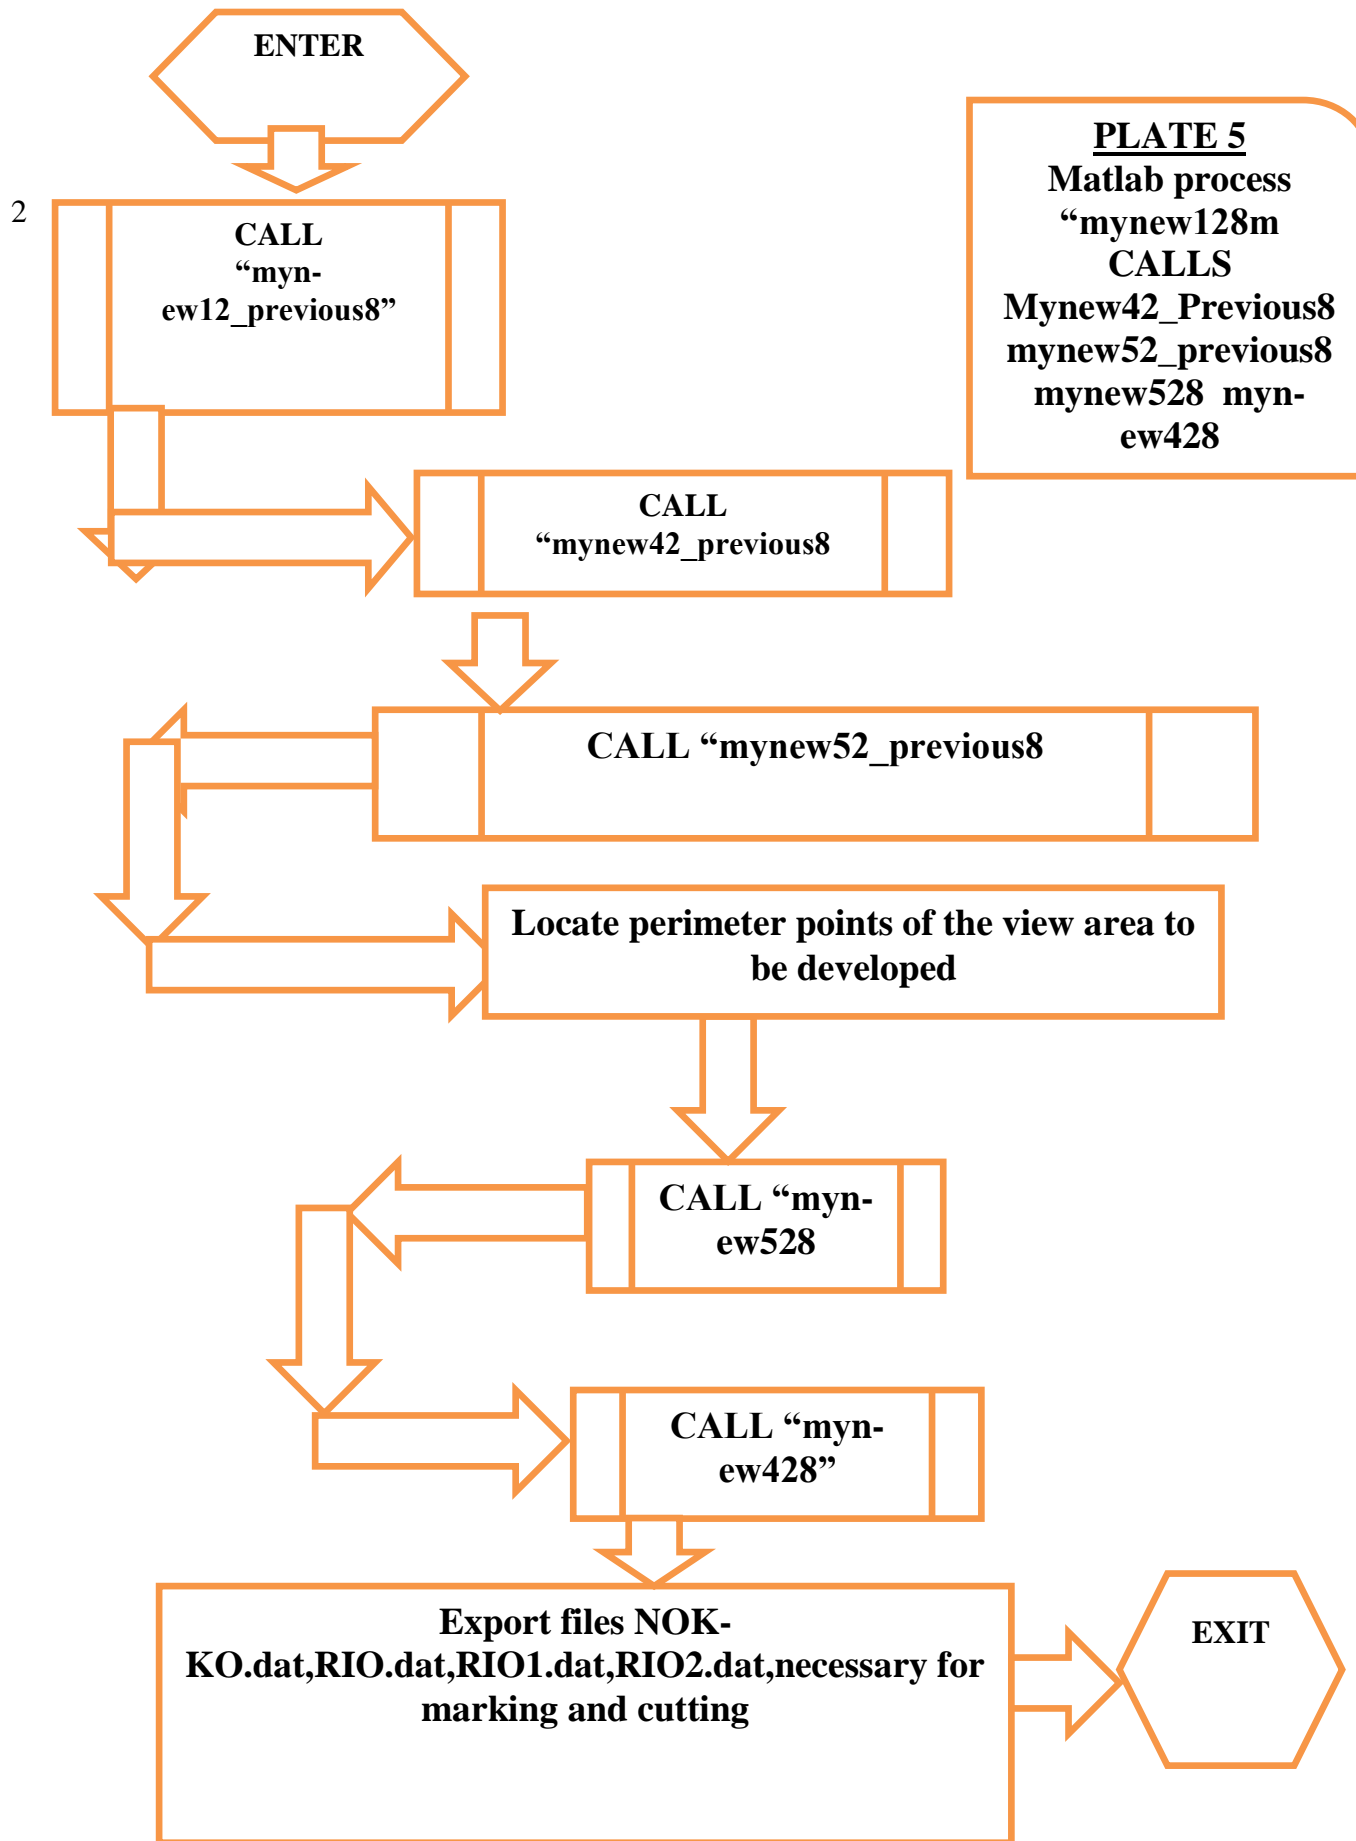 ENTER
PLATE 5
Matlab process
“mynew128m
CALLS
Mynew42_Previous8
mynew52_previous8
mynew528 myn-
ew428
2
CALL
“myn-
ew12_previous8”
CALL
“mynew42_previous8
CALL “mynew52_previous8
Locate perimeter points of the view area to
be developed
CALL “myn-
ew528
CALL “myn-
ew428”
Export files NOK-
KO.dat,RIO.dat,RIO1.dat,RIO2.dat,necessary for
marking and cutting
EXIT